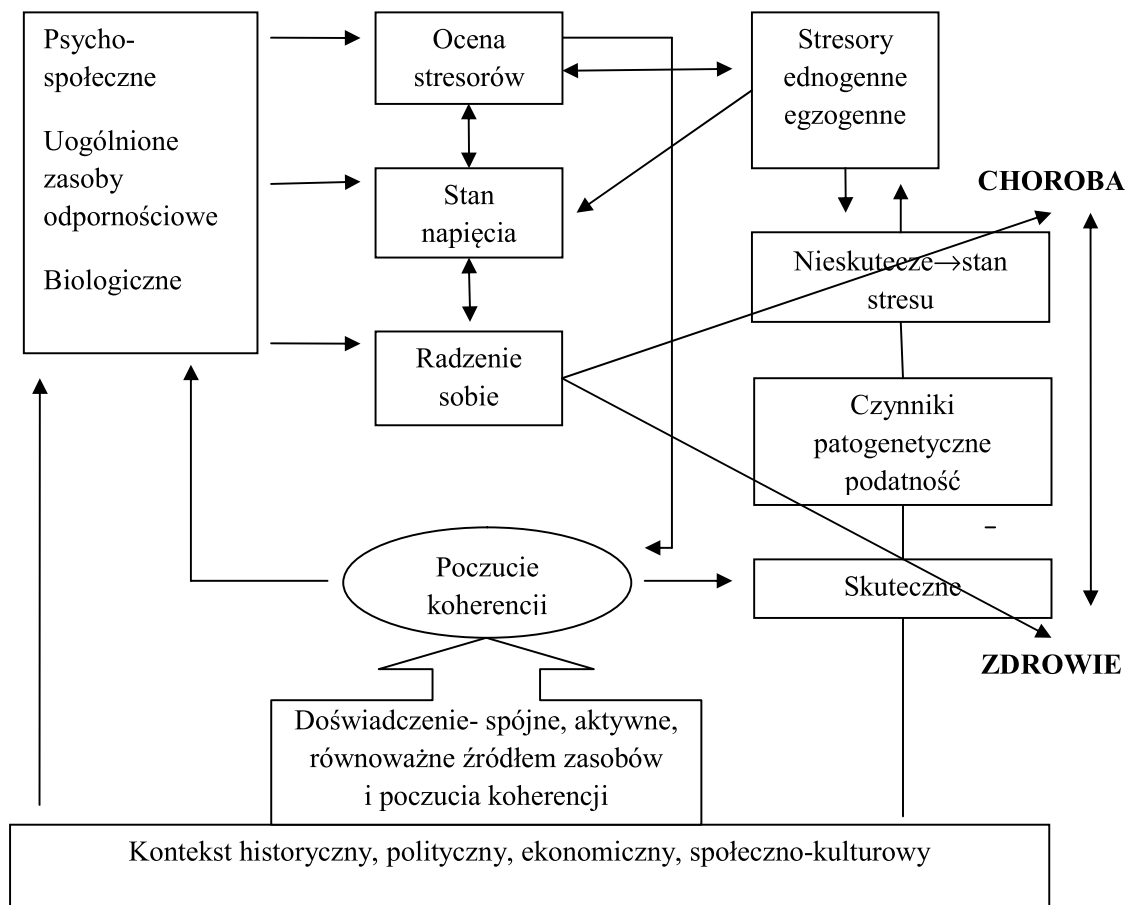 Psycho-
społeczne
Uogólnione
zasoby
odpornościowe
Biologiczne
Ocena
stresorów
Stan
napięcia
Radzenie
sobie
Stresory
ednogenne
egzogenne
CHOROBA
Nieskutecze→stan
stresu
Czynniki
patogenetyczne
podatność
–
Skuteczne
ZDROWIE
Poczucie
koherencji
Doświadczenie- spójne, aktywne,
równoważne źródłem zasobów
i poczucia koherencji
Kontekst historyczny, polityczny, ekonomiczny, społeczno-kulturowy